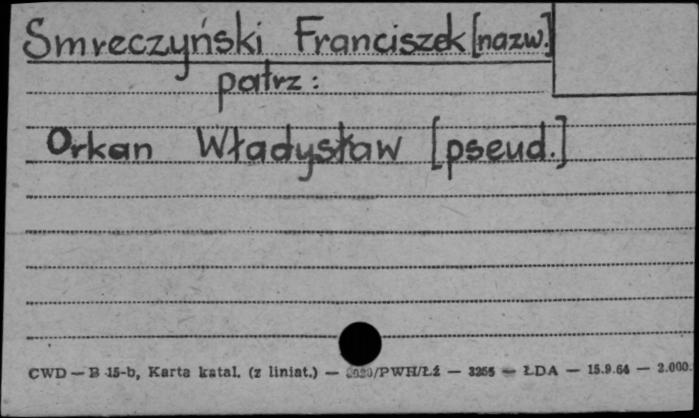 Smreczyński Franciszek [nazw.]
patrz:
Orkan Władysław [pseud.]
CWD — B 15-b, Karta katal. (z liniat.) — /PWH/Łź — 3255 — ŁDA — 15.9.64 — 2.000.